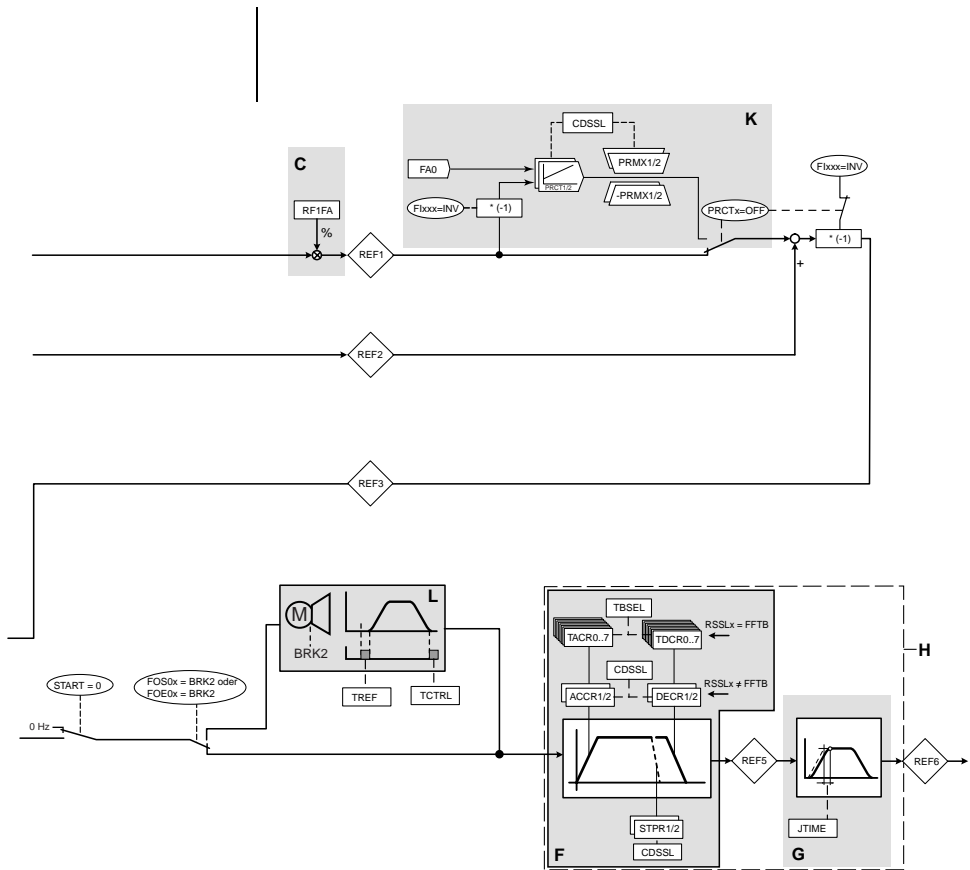 K
CDSSL
C
PRMX1/2
FIxxx=INV
FA0
PRCT1/2
-PRMX1/2
RF1FA
FIxxx=INV
* (-1)
PRCTx=OFF
%
* (-1)
REF1
+
REF2
REF3
L
TBSEL
M
TACR0..7
TDCR0..7
RSSLx = FFTB
BRK2
H
CDSSL
START = 0
FOS0x = BRK2 oder
FOE0x = BRK2
TREF
TCTRL
ACCR1/2
DECR1/2
RSSLx ≠ FFTB
0 Hz
REF5
REF6
STPR1/2
JTIME
CDSSL
F
G